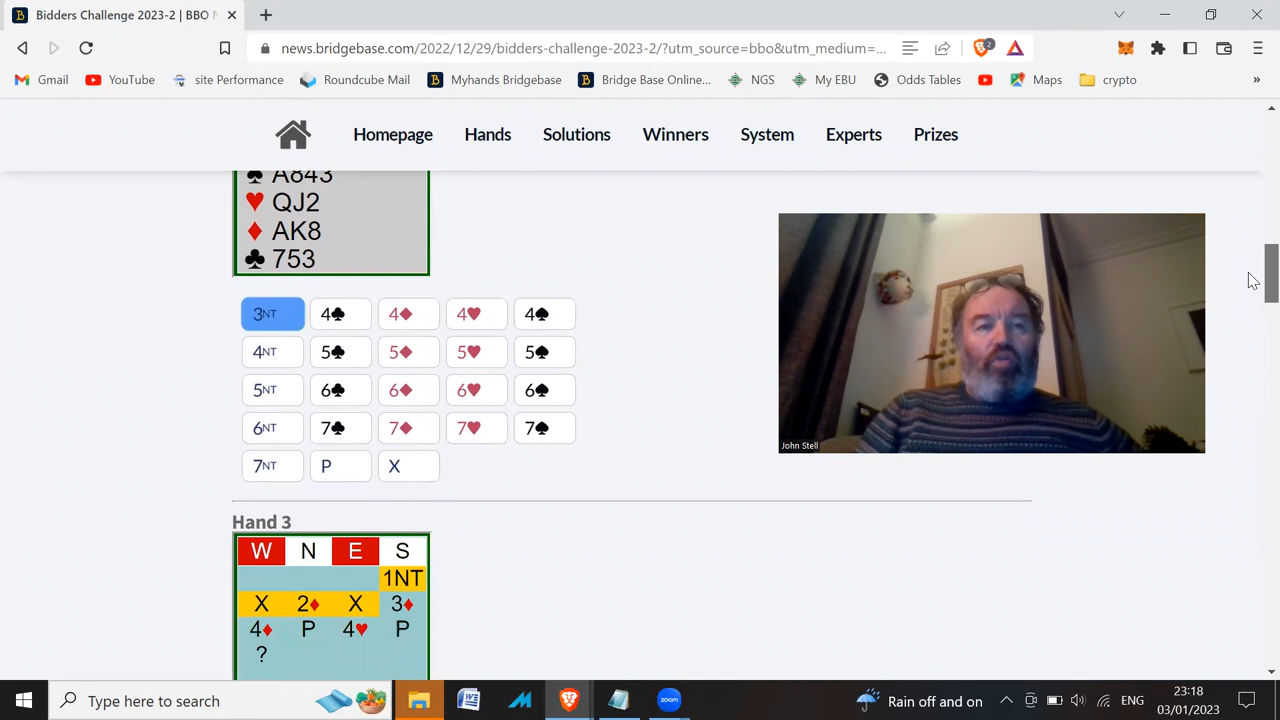 Bidders Challenge 2023-2 | BBO N
news.bridgebase.com/2022/12/29/bidders-challenge-2023-2/?utm_source=bbo&utm_medium=...
2
Gmail YouTube site Performance Roundcube Mail Myhands Bridgebase Bridge Base Online... NGS My EBU Odds Tables Maps crypto »
Homepage Hands Solutions Winners System Experts Prizes
♠ A843
♥ QJ2
♦ AK8
♣ 753
3NT 4♣ 4♦ 4♥ 4♠
4NT 5♣ 5♦ 5♥ 5♠
5NT 6♣ 6♦ 6♥ 6♠
6NT 7♣ 7♦ 7♥ 7♠
7NT P X
John Stell
Hand 3
W N E S
1NT
X 2♦ X 3♦
4♦ P 4♥ P
?
Type here to search
Rain off and on
ENG
23:18
03/01/2023